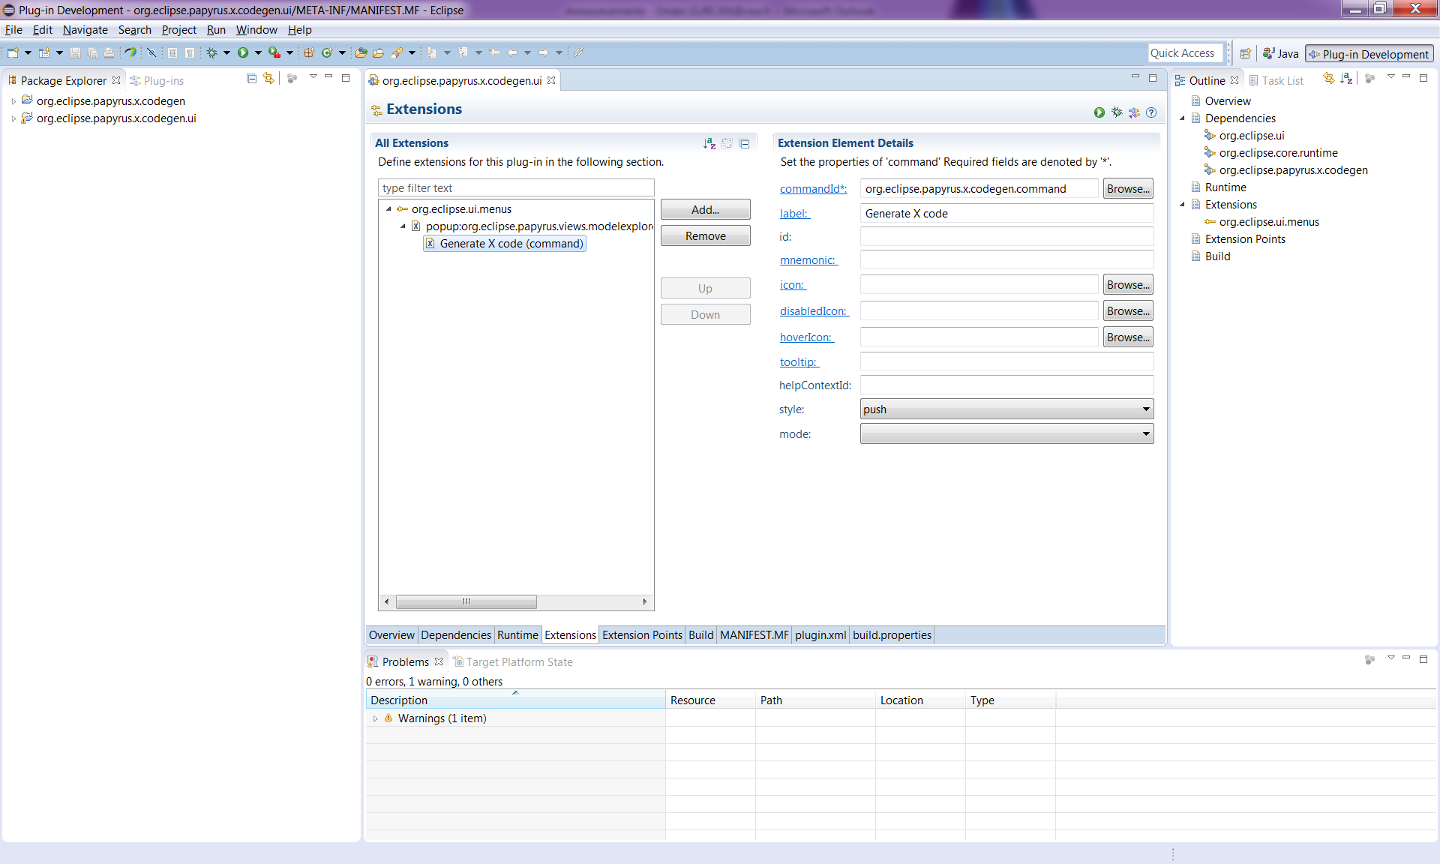 Plug-in Development - org.eclipse.papyrus.x.codegen.ui/META-INF/MANIFEST.MF - Eclipse
File Edit Navigate Search Project Run Window Help
Quick Access Java Plug-in Development
Package Explorer Plug-ins
org.eclipse.papyrus.x.codegen
org.eclipse.papyrus.x.codegen.ui
org.eclipse.papyrus.x.codegen.ui
Extensions
All Extensions
Define extensions for this plug-in in the following section.
type filter text
org.eclipse.ui.menus
popup:org.eclipse.papyrus.views.modelexplor
Generate X code (command)
Add...
Remove
Up
Down
Extension Element Details
Set the properties of 'command' Required fields are denoted by '*'.
commandId*: org.eclipse.papyrus.x.codegen.command Browse...
label: Generate X code
id:
mnemonic:
icon: Browse...
disabledIcon: Browse...
hoverIcon: Browse...
tooltip:
helpContextId:
style: push
mode:
Overview Dependencies Runtime Extensions Extension Points Build MANIFEST.MF plugin.xml build.properties
Outline Task List
Overview
Dependencies
org.eclipse.ui
org.eclipse.core.runtime
org.eclipse.papyrus.x.codegen
Runtime
Extensions
org.eclipse.ui.menus
Extension Points
Build
Problems Target Platform State
0 errors, 1 warning, 0 others
Description Resource Path Location Type
Warnings (1 item)